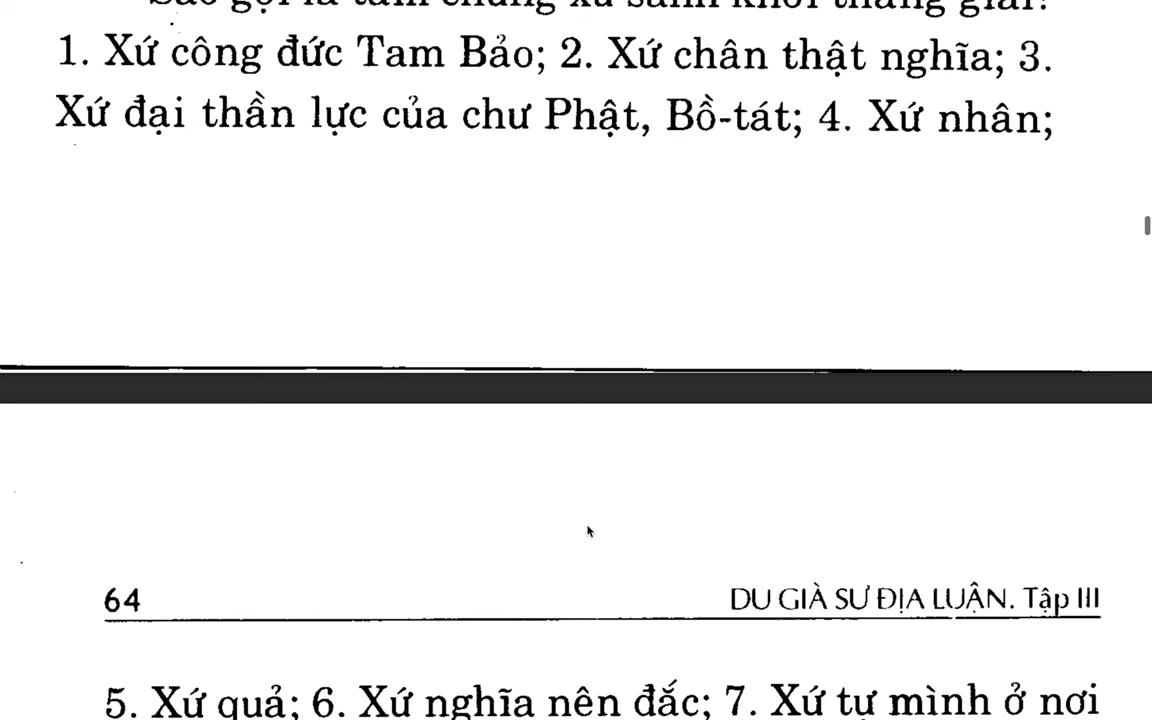 1. Xứ công đức Tam Bảo; 2. Xứ chân thật nghĩa; 3.
Xứ đại thần lực của chư Phật, Bồ-tát; 4. Xứ nhân;
64 DU GIÀ SƯ ĐỊA LUẬN. Tập III
5. Xứ quả; 6. Xứ nghĩa nên đắc; 7. Xứ tự mình ở nơi